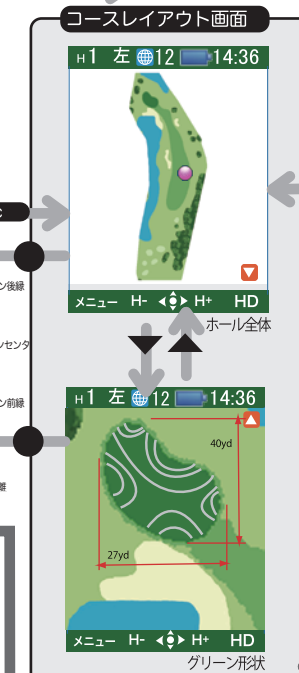 コースレイアウト画面
H1 左 12 14:36
メニュー H- H+ HD
ホール全体
ン後縁
ンセンタ
ン前縁
離
H1 左 12 14:36
40yd
27yd
メニュー H- H+ HD
グリーン形状